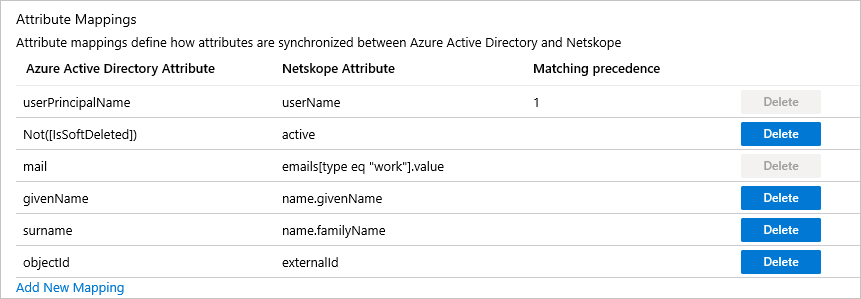 Attribute Mappings
Attribute mappings define how attributes are synchronized between Azure Active Directory and Netskope
Azure Active Directory Attribute Netskope Attribute Matching precedence
userPrincipalName userName 1 Delete
Not([IsSoftDeleted]) active Delete
mail emails[type eq "work"].value Delete
givenName name.givenName Delete
surname name.familyName Delete
objectId externalId Delete
Add New Mapping